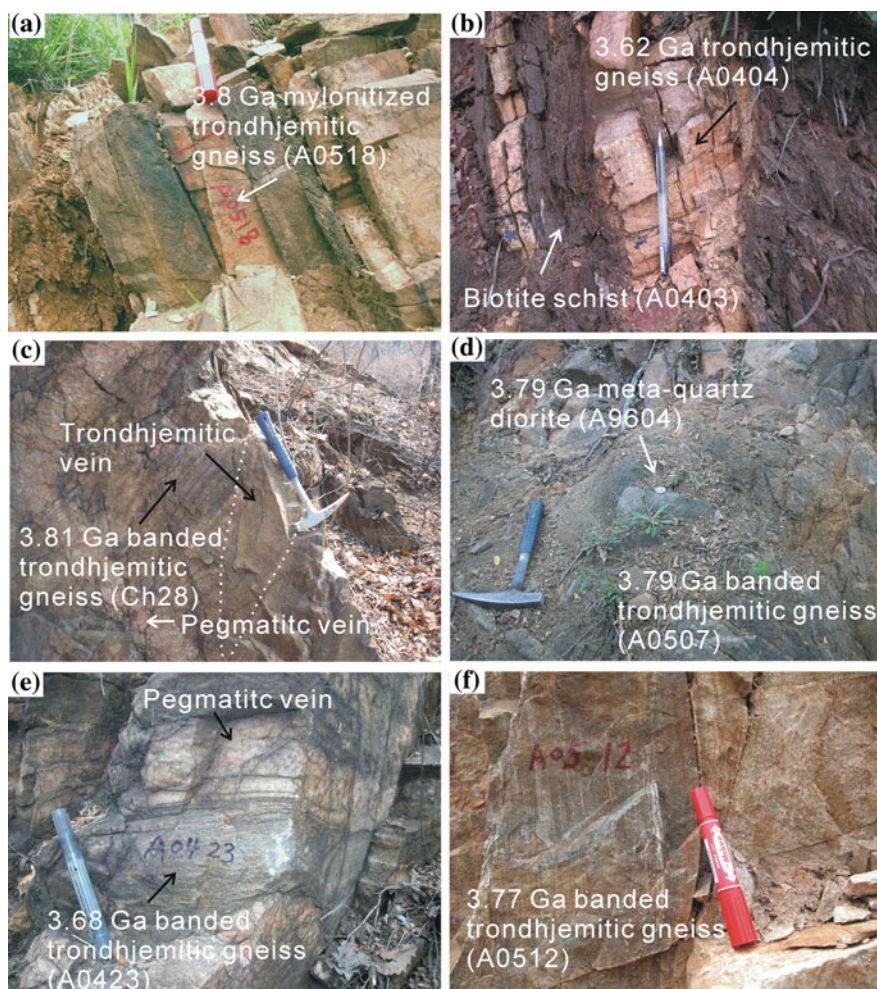 (a)
3.8 Ga mylonitized
trondhjemitic
gneiss (A0518)
A0518
(b)
3.62 Ga trondhjemitic
gneiss (A0404)
Biotite schist (A0403)
(c)
Trondhjemitic
vein
3.81 Ga banded
trondhjemitic
gneiss (Ch28)
Pegmatitc vein
(d)
3.79 Ga meta-quartz
diorite (A9604)
3.79 Ga banded
trondhjemitic gneiss
(A0507)
(e)
Pegmatitc vein
A0423
3.68 Ga banded
trondhjemitic gneiss
(A0423)
(f)
A0512
3.77 Ga banded
trondhjemitic gneiss
(A0512)